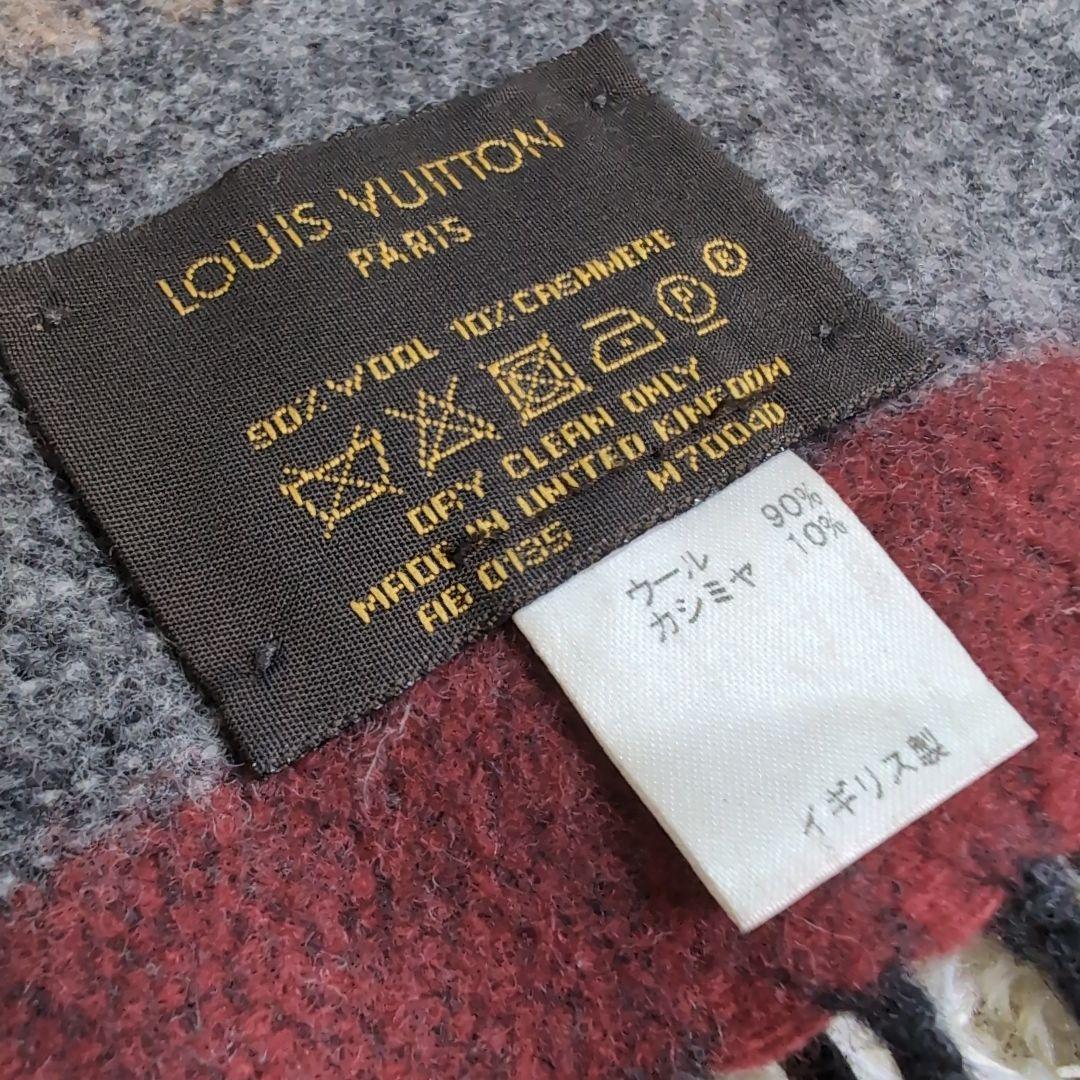 LOUIS VUITTON
PARIS
90% WOOL 10% CASHMERE
P R
DRY CLEAN ONLY
MADE IN UNITED KINGDOM
AB 0135 M70040
ウール 90%
カシミヤ 10%
イギリス製